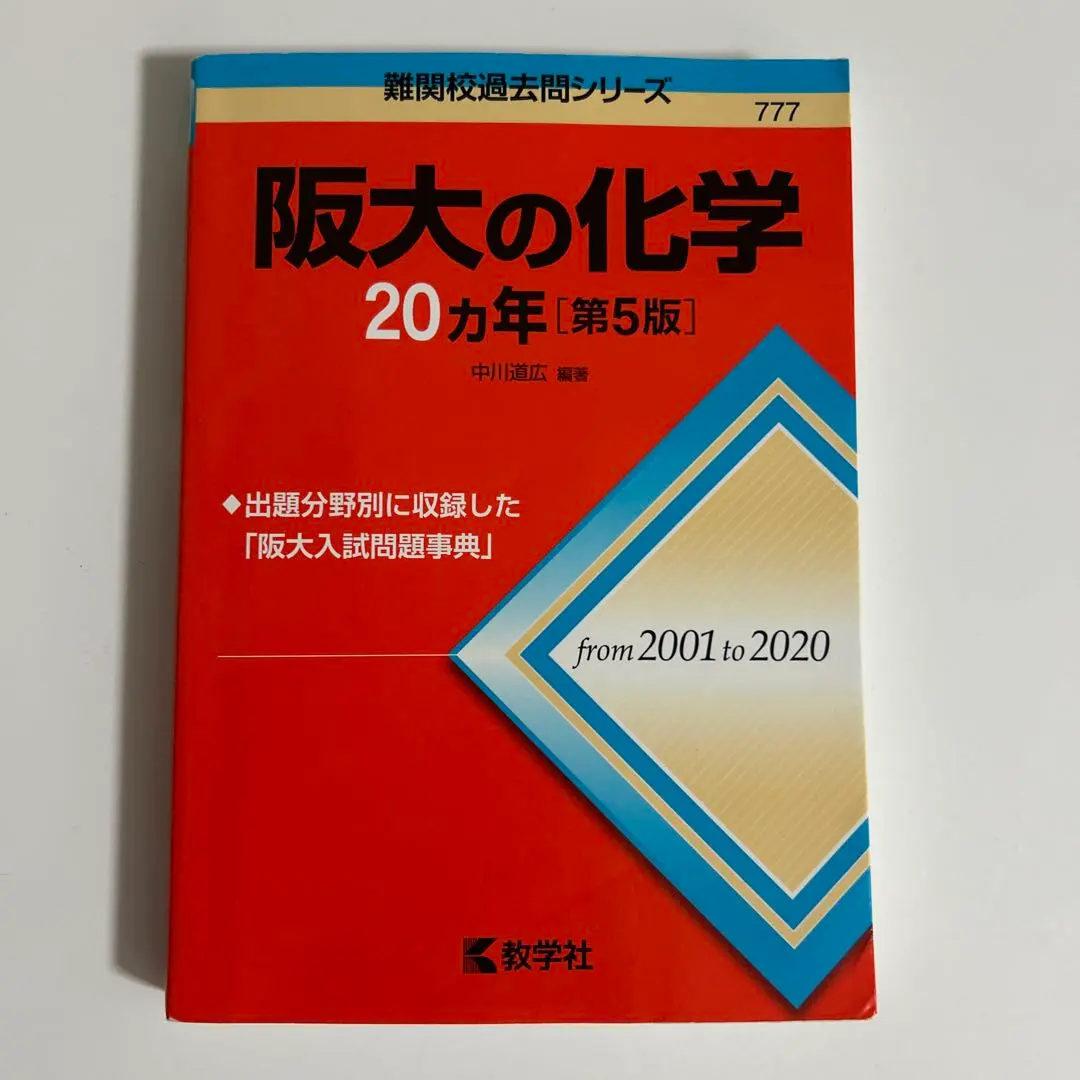 難関校過去問シリーズ
777
阪大の化学
20カ年[第5版]
中川道広 編著
◆出題分野別に収録した
「阪大入試問題事典」
from 2001 to 2020
教学社